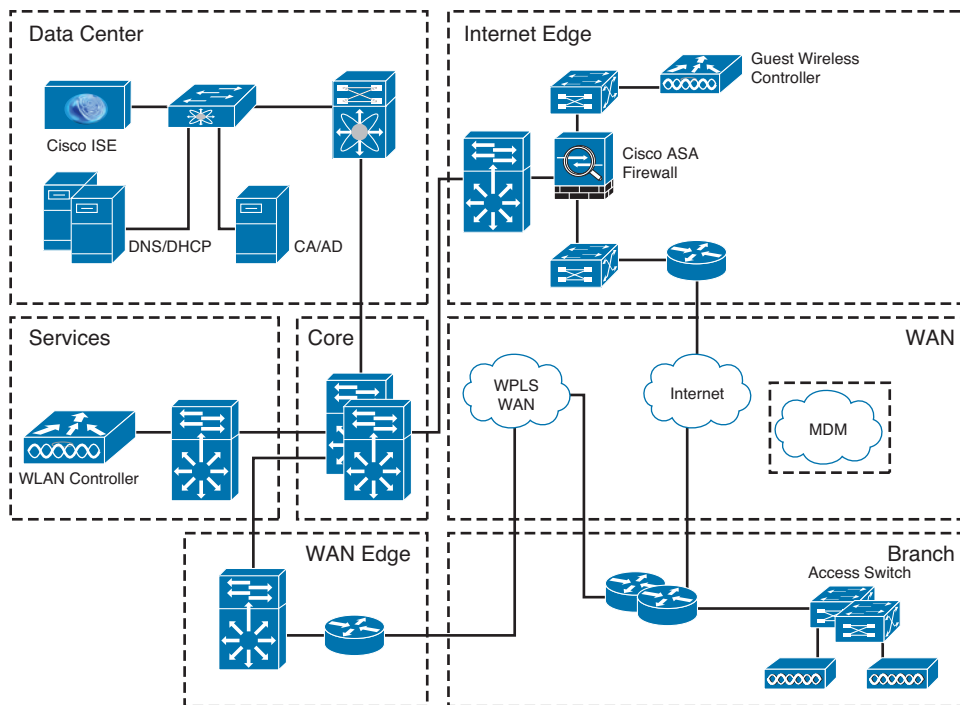 Data Center
Cisco ISE
DNS/DHCP
CA/AD
Internet Edge
Guest Wireless
Controller
Cisco ASA
Firewall
Services
WLAN Controller
Core
WAN
WPLS
WAN
Internet
MDM
WAN Edge
Branch
Access Switch